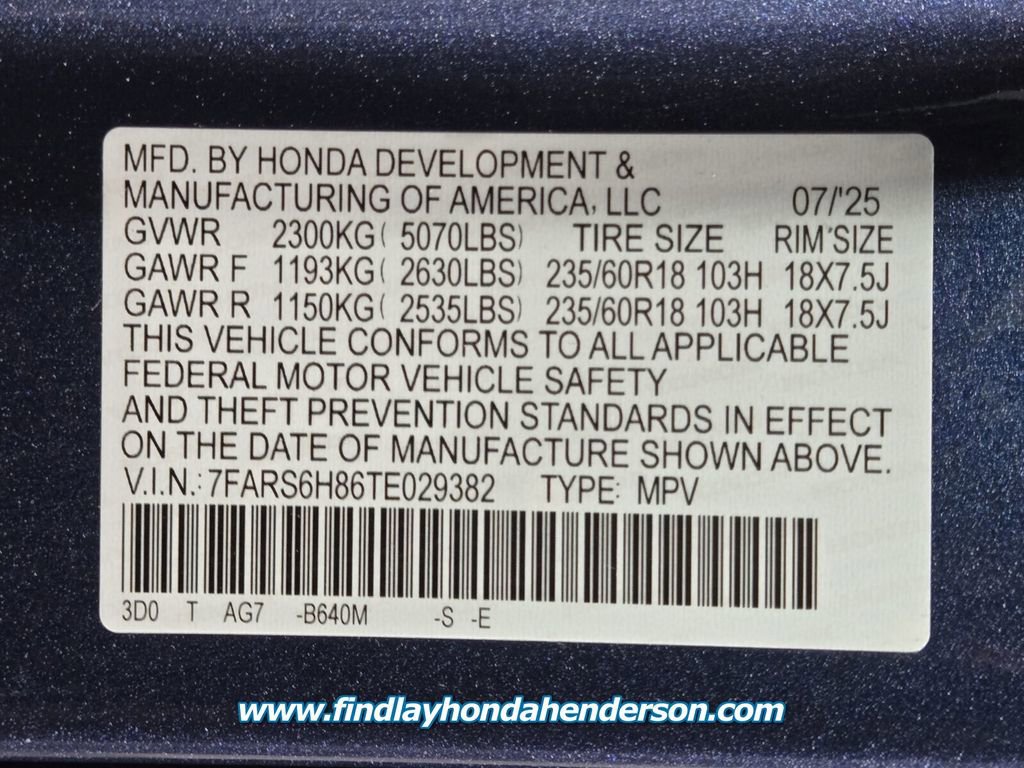 MFD. BY HONDA DEVELOPMENT &
MANUFACTURING OF AMERICA, LLC 07/'25
GVWR 2300KG( 5070LBS) TIRE SIZE RIM SIZE
GAWR F 1193KG( 2630LBS) 235/60R18 103H 18X7.5J
GAWR R 1150KG( 2535LBS) 235/60R18 103H 18X7.5J
THIS VEHICLE CONFORMS TO ALL APPLICABLE
FEDERAL MOTOR VEHICLE SAFETY
AND THEFT PREVENTION STANDARDS IN EFFECT
ON THE DATE OF MANUFACTURE SHOWN ABOVE.
V.I.N.: 7FARS6H86TE029382 TYPE: MPV
3D0 T AG7 -B640M -S -E
www.findlayhondahenderson.com